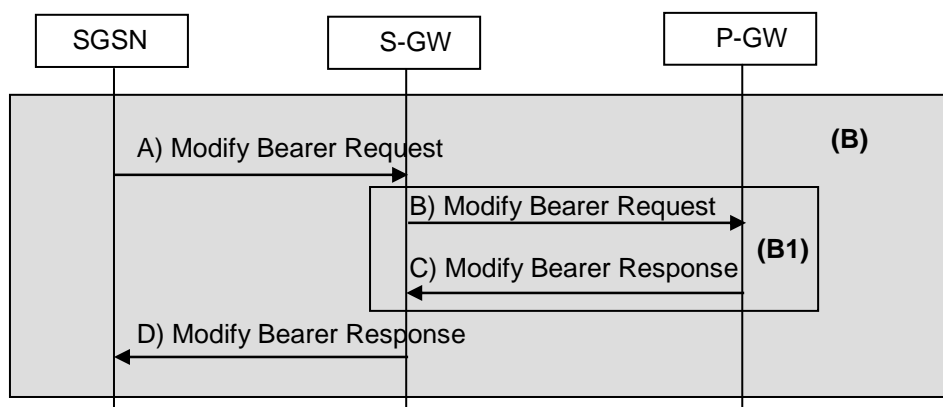 SGSN
S-GW
P-GW
(B)
A) Modify Bearer Request
B) Modify Bearer Request
(B1)
C) Modify Bearer Response
D) Modify Bearer Response